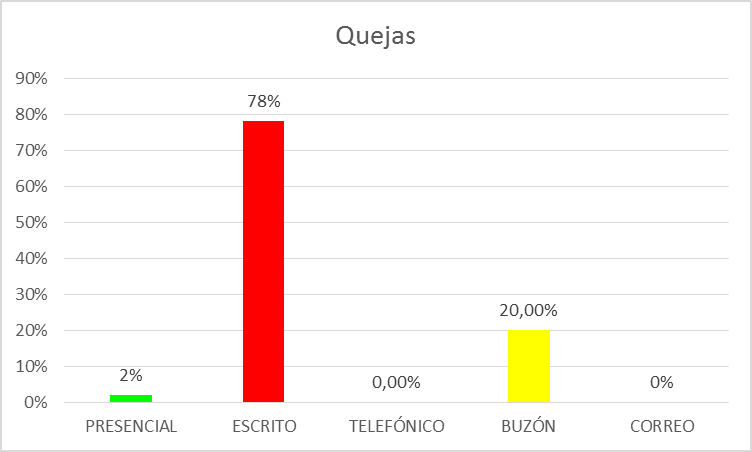 Quejas
90%
80%
70%
60%
50%
40%
30%
20%
10%
0%
2%
78%
0,00%
20,00%
0%
PRESENCIAL
ESCRITO
TELEFÓNICO
BUZÓN
CORREO